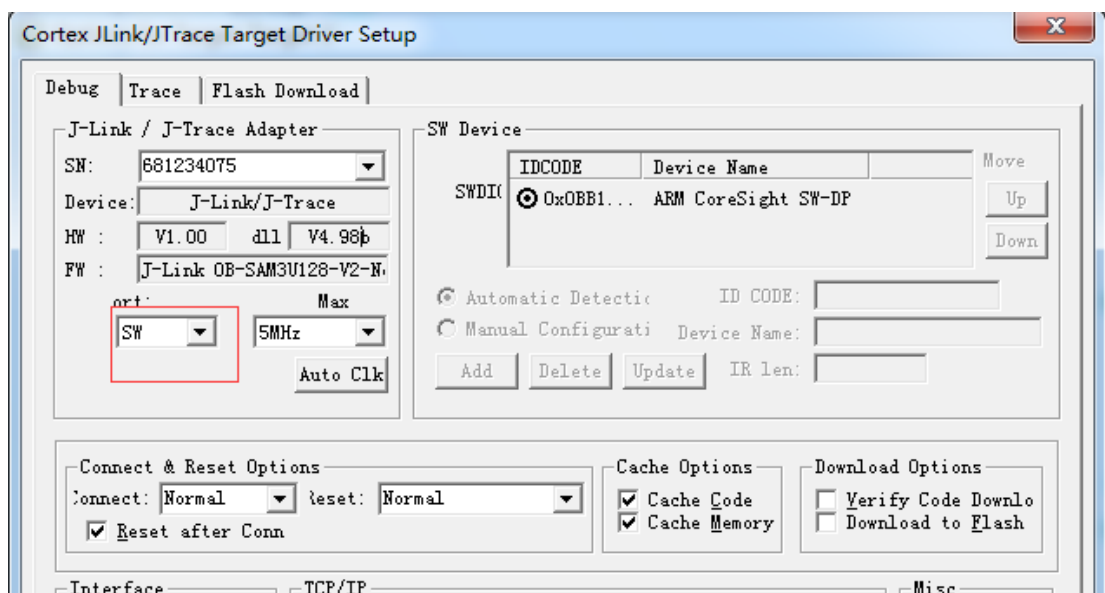 Cortex JLink/JTrace Target Driver Setup
Debug Trace Flash Download
J-Link / J-Trace Adapter
SN: 681234075
Device: J-Link/J-Trace
HW : V1.00 dll V4.98b
FW : J-Link OB-SAM3U128-V2-N
ort: Max
SW 5MHz
Auto Clk
SW Device
IDCODE Device Name
SWDI(
0x0BB1... ARM CoreSight SW-DP
Move
Up
Down
Automatic Detectic ID CODE:
Manual Configurati Device Name:
Add Delete Update IR len:
Connect & Reset Options
Connect: Normal Reset: Normal
Reset after Conn
Cache Options
Cache Code
Cache Memory
Download Options
Verify Code Downlo
Download to Flash
Interface TCP/IP Misc